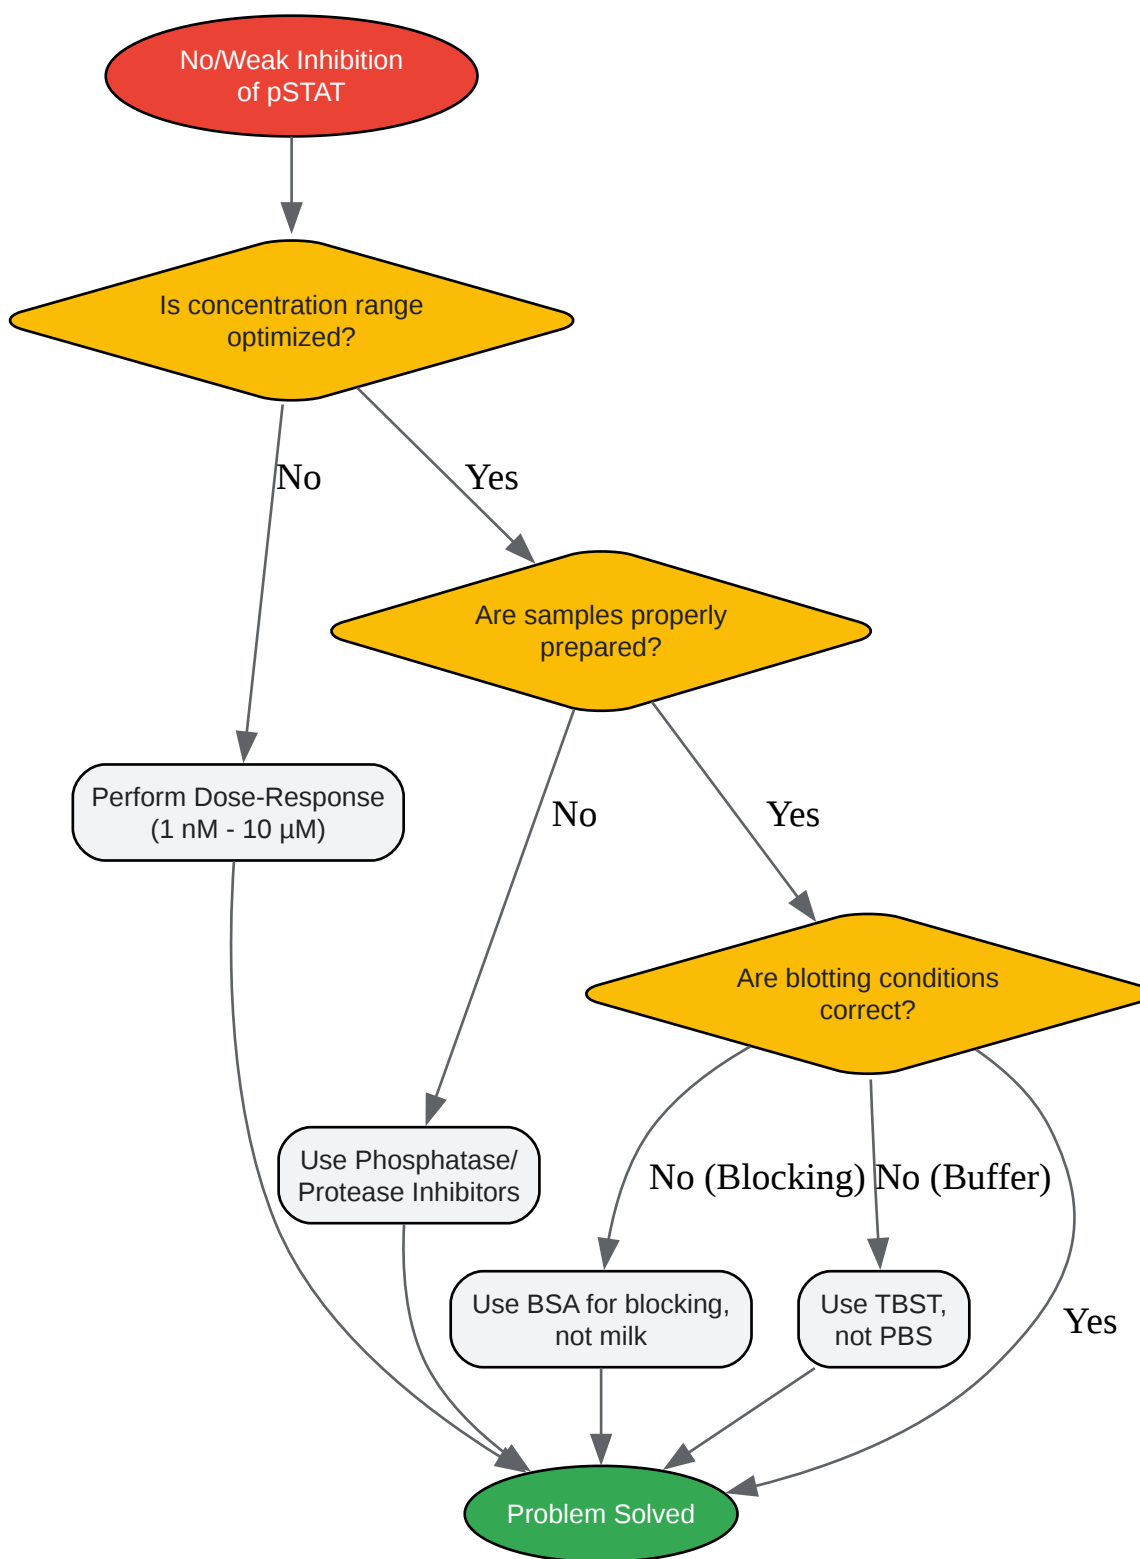 No/Weak Inhibition
of pSTAT
Is concentration range
optimized?
No
Yes
Are samples properly
prepared?
Perform Dose-Response
(1 nM - 10 µM)
No
Yes
Are blotting conditions
correct?
Use Phosphatase/
Protease Inhibitors
No (Blocking)
No (Buffer)
Use BSA for blocking,
not milk
Use TBST,
not PBS
Yes
Problem Solved